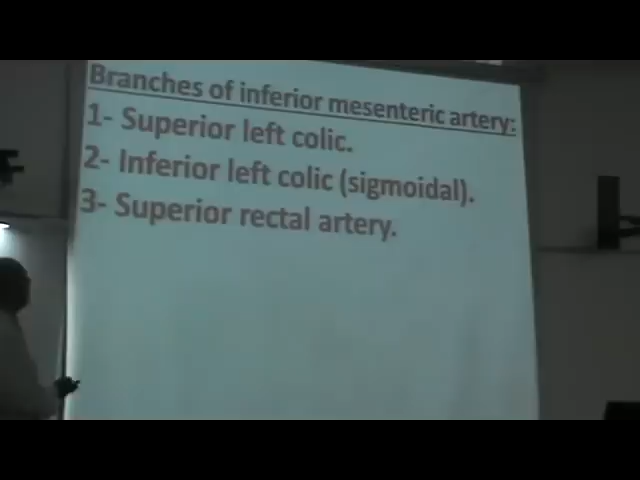 Branches of inferior mesenteric artery:
1- Superior left colic.
2- Inferior left colic (sigmoidal).
3- Superior rectal artery.